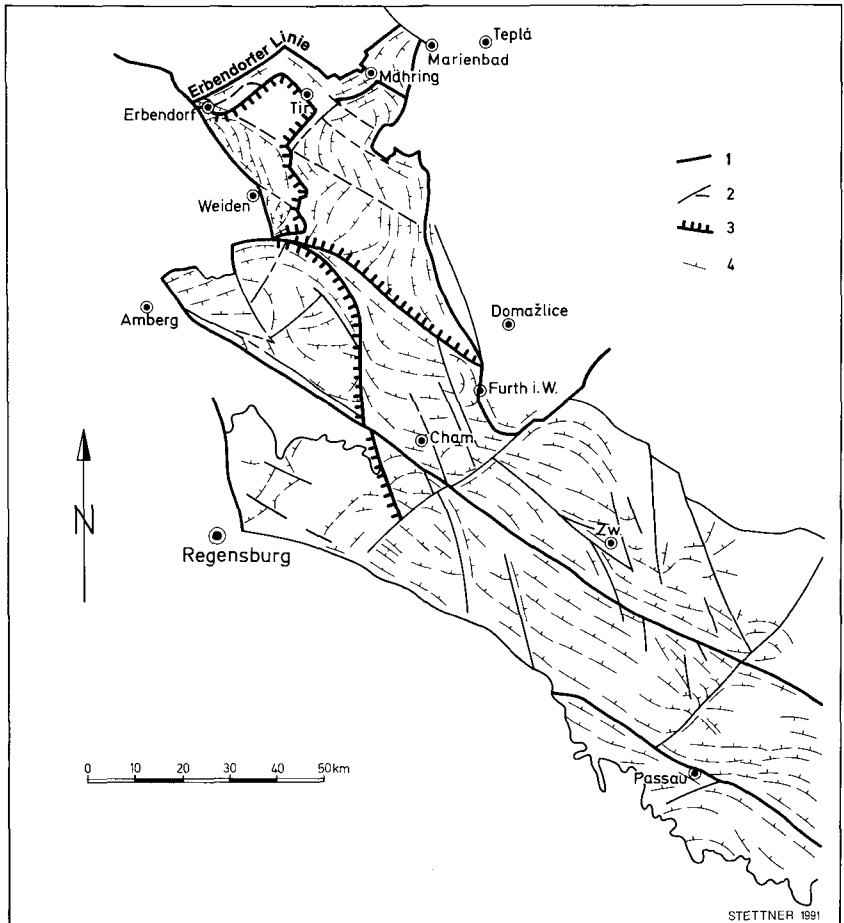 Teplá
Marienbad
Erbendorfer Linie
Mähring
Tir.
Erbendorf
1
2
Weiden
3
4
Amberg
Domažlice
Furth i.W.
Cham
N
Zw.
Regensburg
0 10 20 30 40 50km
Passau
STETTNER 1991